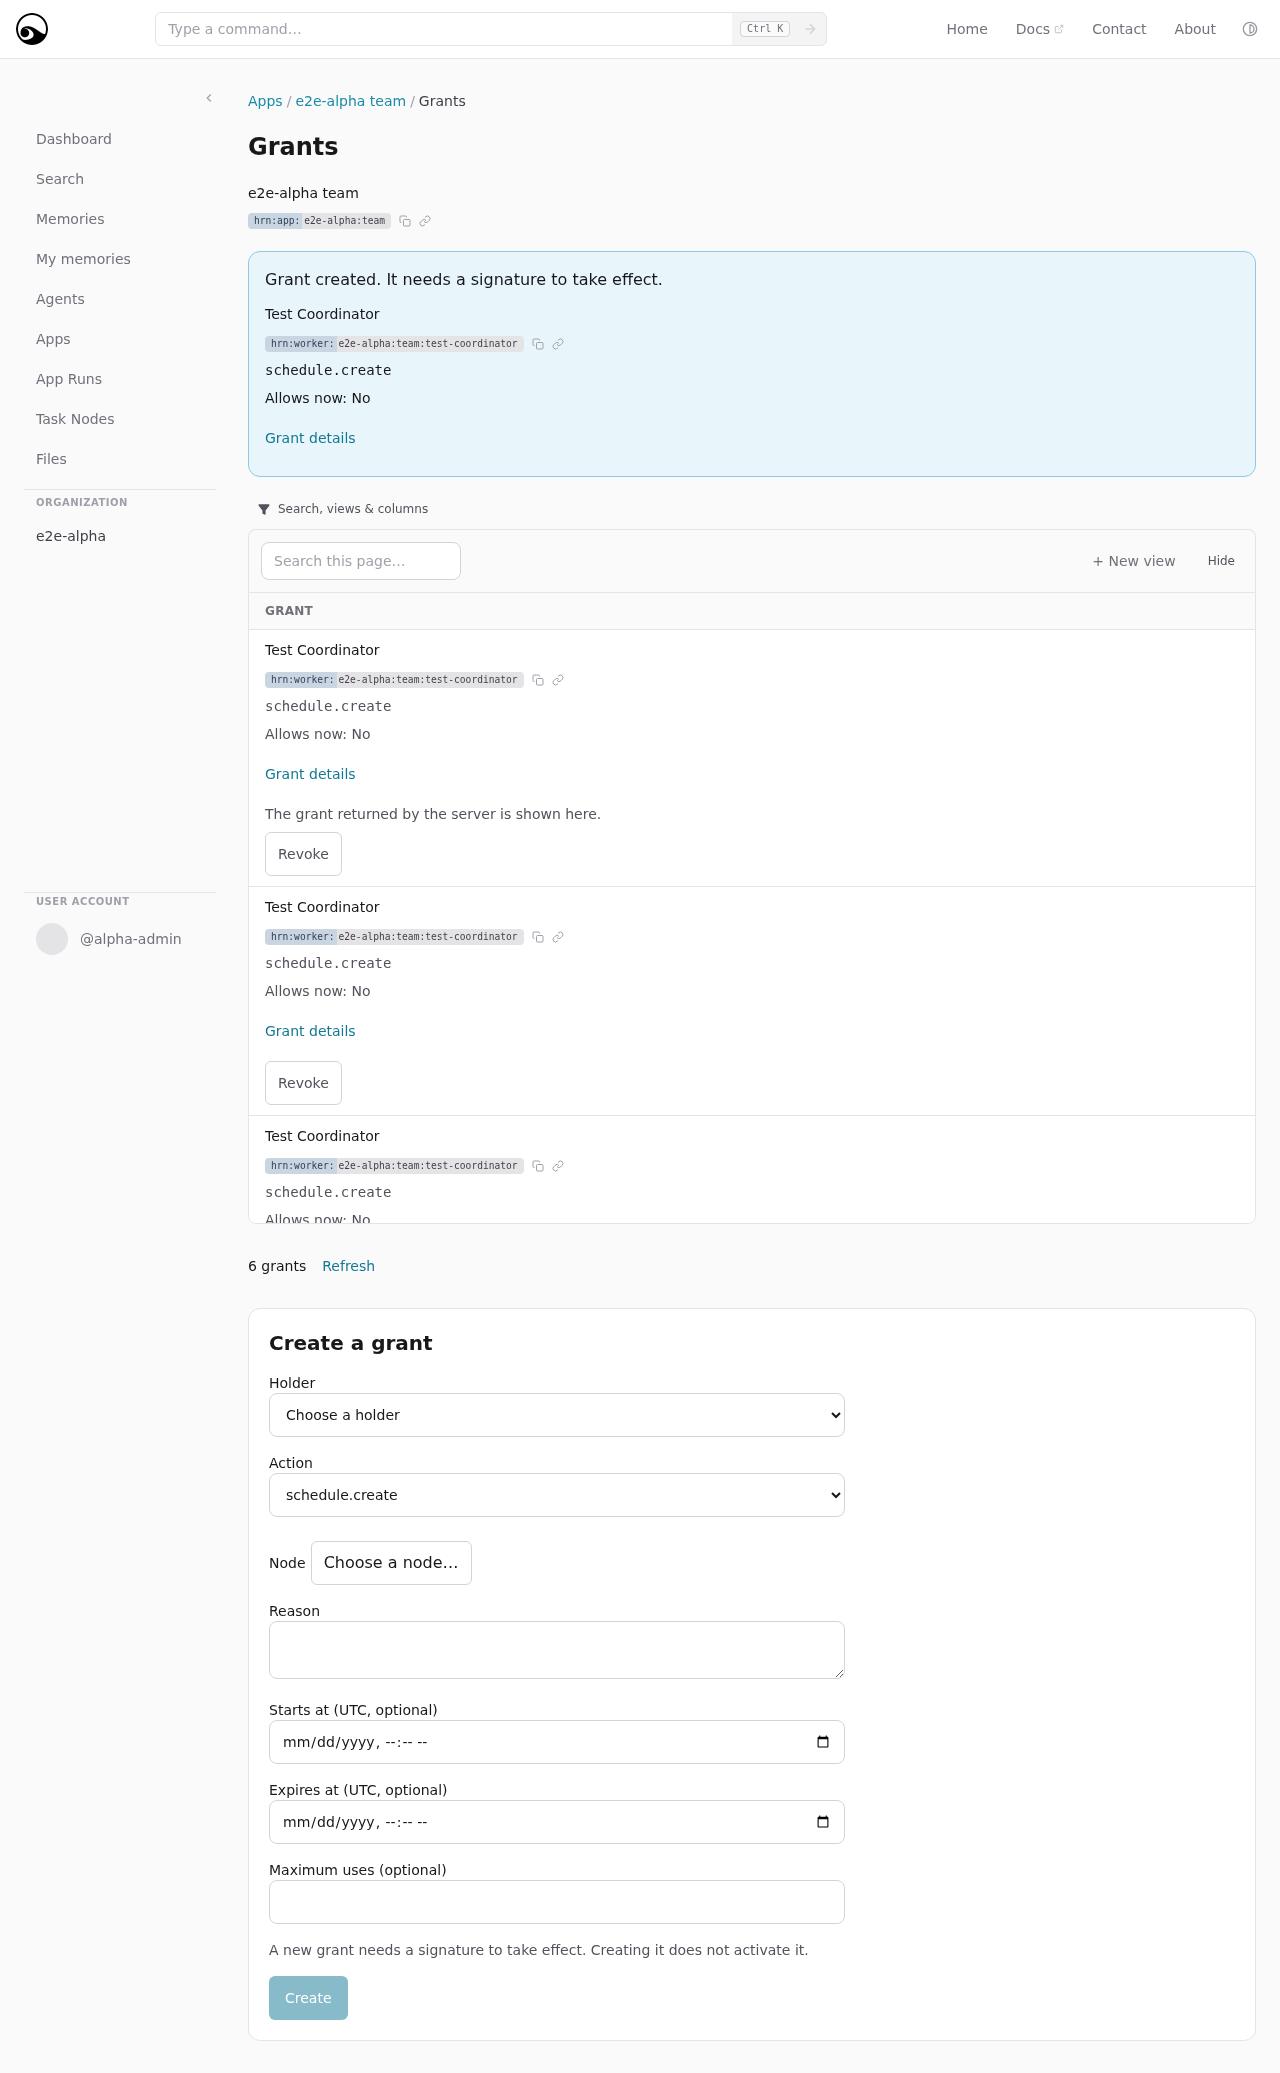 Type a command...
Ctrl K
Home
Docs
Contact
About
Dashboard
Search
Memories
My memories
Agents
Apps
App Runs
Task Nodes
Files
ORGANIZATION
e2e-alpha
USER ACCOUNT
@alpha-admin
Apps / e2e-alpha team / Grants
Grants
e2e-alpha team
hrn:app: e2e-alpha:team
Grant created. It needs a signature to take effect.
Test Coordinator
hrn:worker: e2e-alpha:team:test-coordinator
schedule.create
Allows now: No
Grant details
Search, views & columns
Search this page...
+ New view
Hide
GRANT
Test Coordinator
hrn:worker: e2e-alpha:team:test-coordinator
schedule.create
Allows now: No
Grant details
The grant returned by the server is shown here.
Revoke
Test Coordinator
hrn:worker: e2e-alpha:team:test-coordinator
schedule.create
Allows now: No
Grant details
Revoke
Test Coordinator
hrn:worker: e2e-alpha:team:test-coordinator
schedule.create
Allows now: No
6 grants
Refresh
Create a grant
Holder
Choose a holder
Action
schedule.create
Node
Choose a node...
Reason
Starts at (UTC, optional)
mm/dd/yyyy, --:-- --
Expires at (UTC, optional)
mm/dd/yyyy, --:-- --
Maximum uses (optional)
A new grant needs a signature to take effect. Creating it does not activate it.
Create